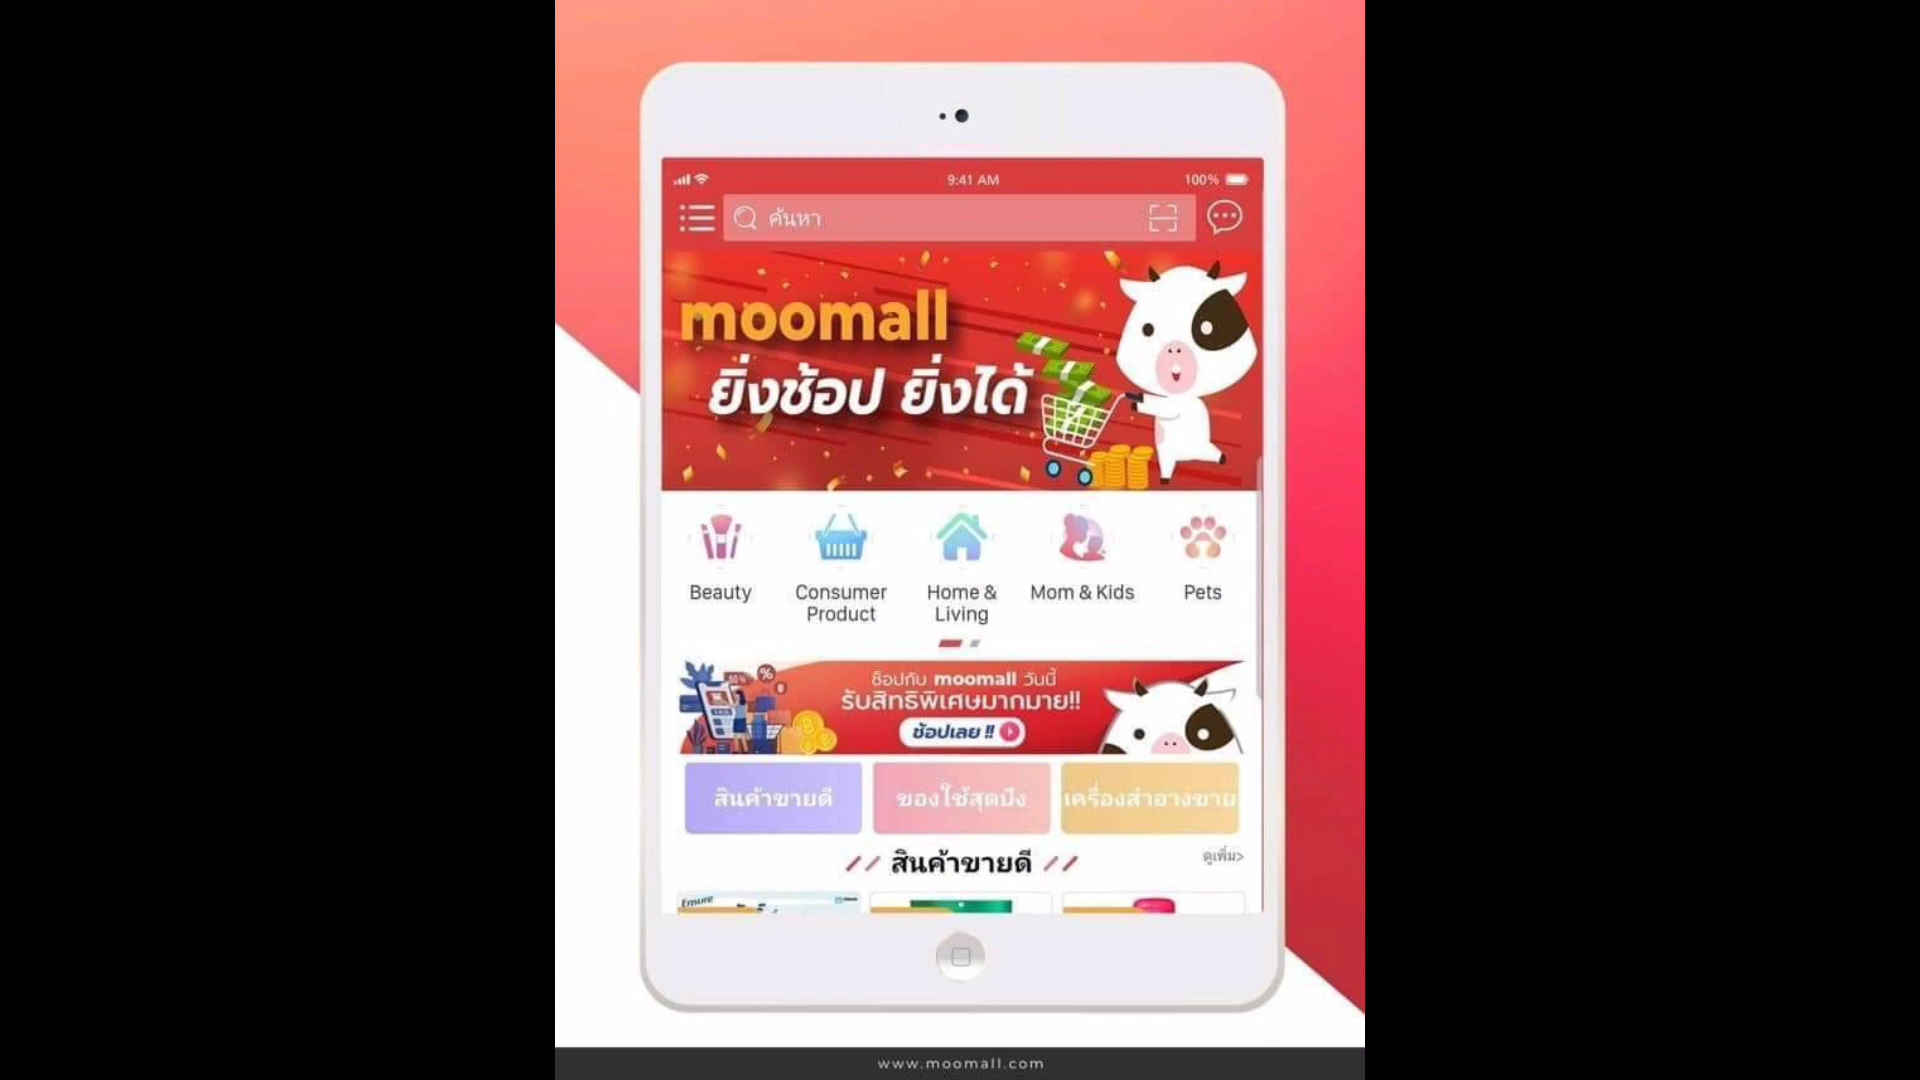 9:41 AM
100%
ค้นหา
moomall
ยิ่งช้อป ยิ่งได้
Beauty
Consumer Product
Home & Living
Mom & Kids
Pets
50%
%
ช็อปกับ moomall วันนี้
รับสิทธิพิเศษมากมาย!!
ช้อปเลย !!
สินค้าขายดี
ของใช้สุดปัง
เครื่องสำอางขาย
// สินค้าขายดี //
ดูเพิ่ม>
Ensure
www.moomall.com